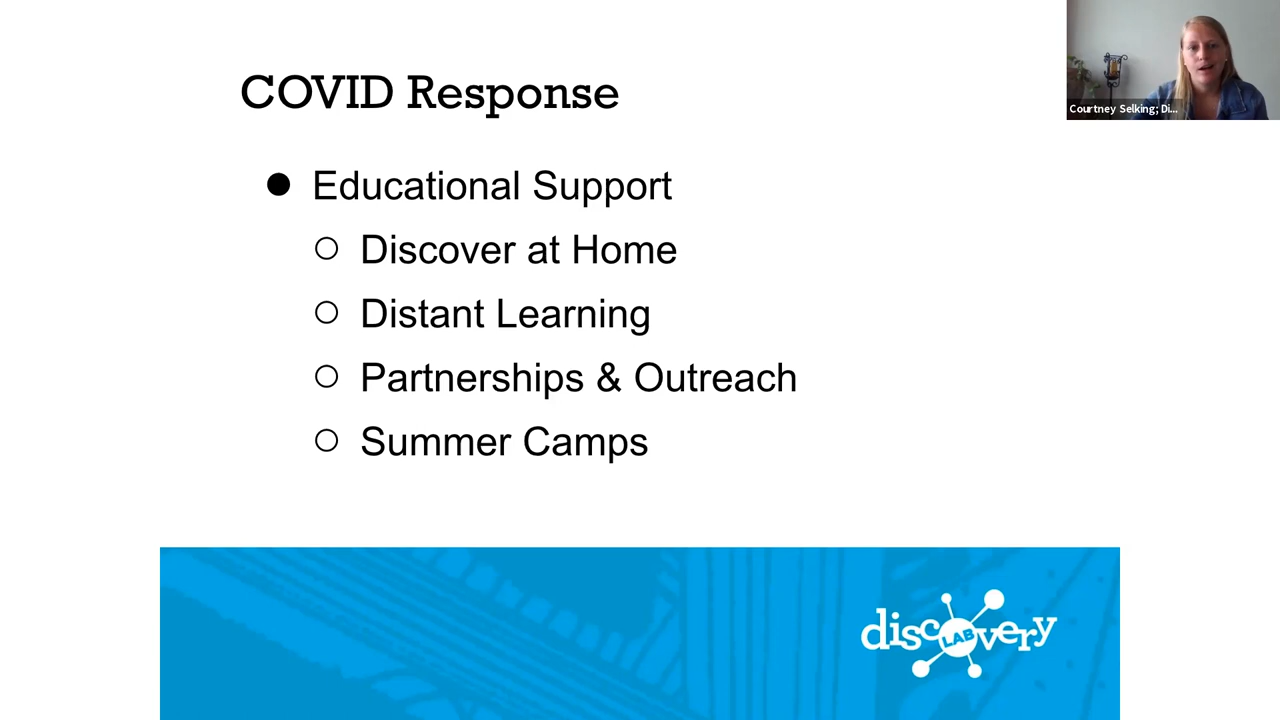 COVID Response
Courtney Selking; Di...
● Educational Support
○ Discover at Home
○ Distant Learning
○ Partnerships & Outreach
○ Summer Camps
discovery
LAB